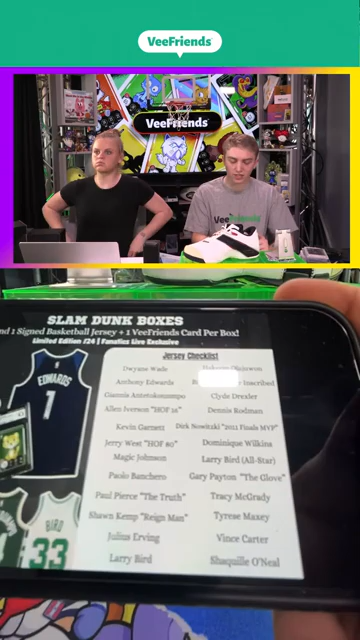 VeeFriends
VeeFriends
VeeFriends
SLAM DUNK BOXES
nd 1 Signed Basketball Jersey + 1 VeeFriends Card Per Box!
Limited Edition /24 | Fanatics Live Exclusive
EDWARDS
1
BIRD
33
Jersey Checklist
Dwyane Wade
Anthony Edwards
Inscribed
Giannis Antetokounmpo
Clyde Drexler
Allen Iverson "HOF 16"
Dennis Rodman
Kevin Garnett
Dirk Nowitzki "2011 Finals MVP"
Jerry West "HOF 80"
Dominique Wilkins
Magic Johnson
Larry Bird (All-Star)
Paolo Banchero
Gary Payton "The Glove"
Paul Pierce "The Truth"
Tracy McGrady
Shawn Kemp "Reign Man"
Tyrese Maxey
Julius Erving
Vince Carter
Larry Bird
Shaquille O'Neal